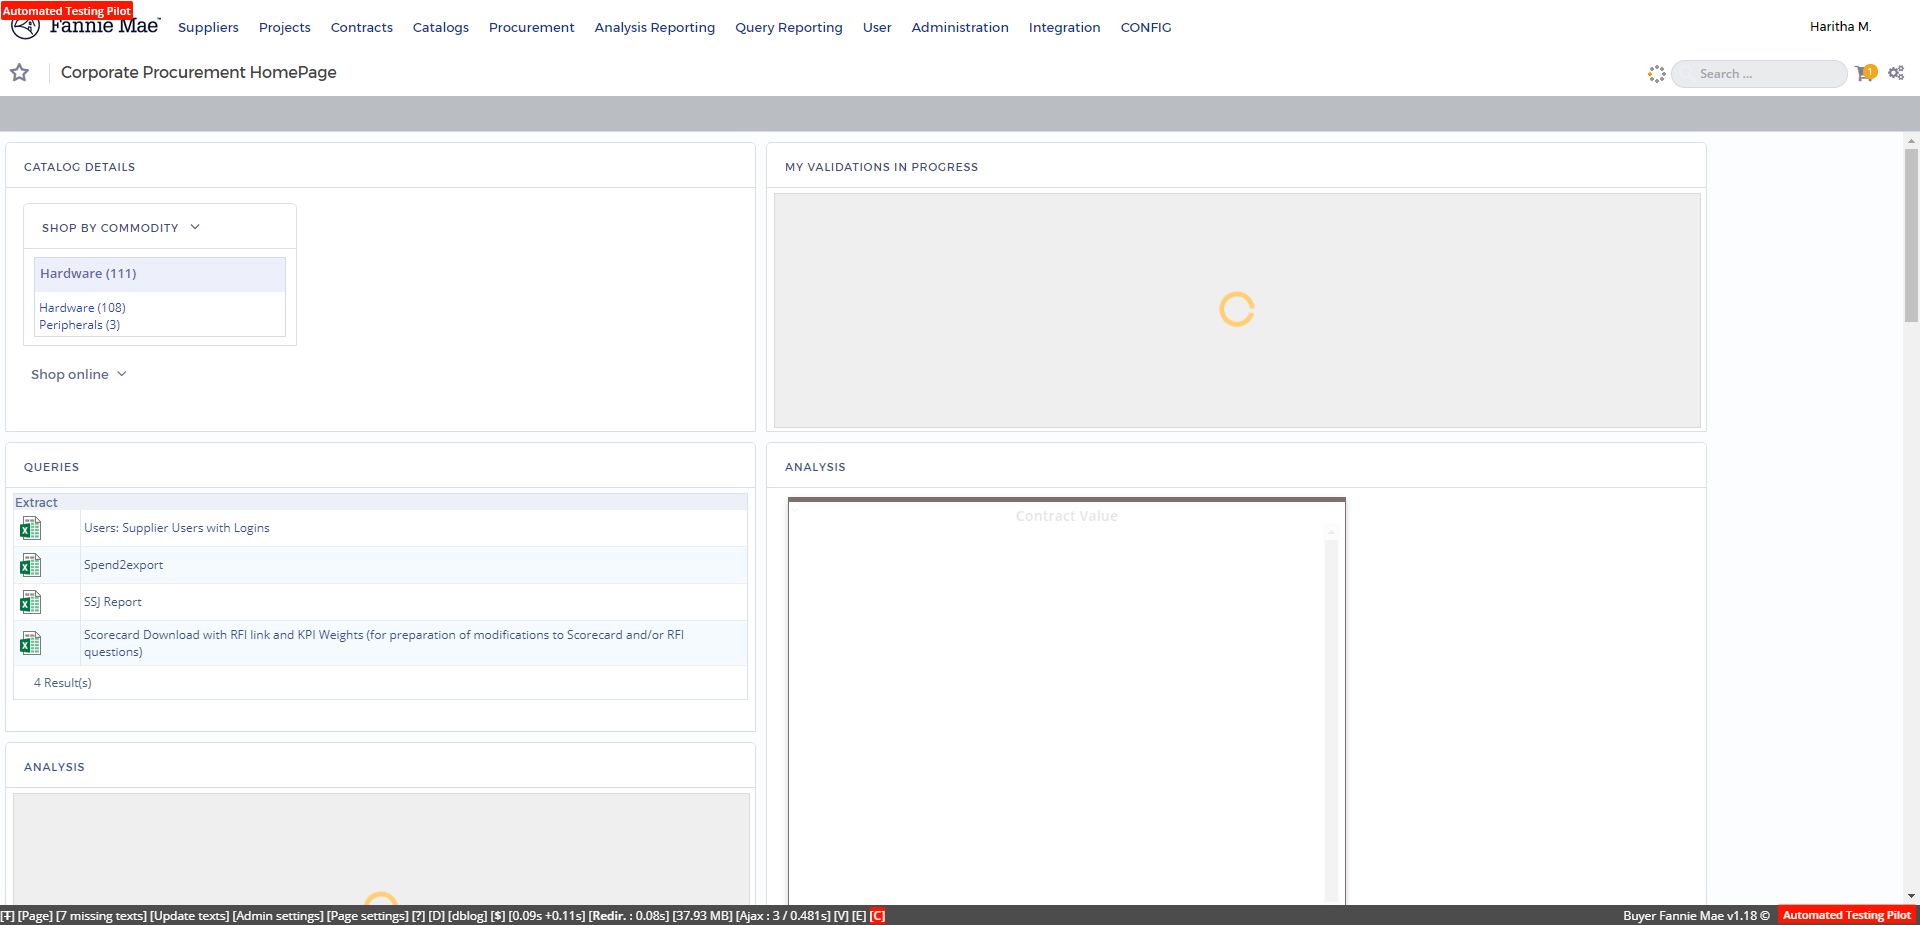 Automated Testing Pilot
Fannie Mae
Suppliers Projects Contracts Catalogs Procurement Analysis Reporting Query Reporting User Administration Integration CONFIG
Haritha M.
Corporate Procurement HomePage
Search ...
1
CATALOG DETAILS
SHOP BY COMMODITY
Hardware (111)
Hardware (108)
Peripherals (3)
Shop online
MY VALIDATIONS IN PROGRESS
QUERIES
Extract
Users: Supplier Users with Logins
Spend2export
SSJ Report
Scorecard Download with RFI link and KPI Weights (for preparation of modifications to Scorecard and/or RFI
questions)
4 Result(s)
ANALYSIS
Contract Value
ANALYSIS
[T] [Page] [7 missing texts] [Update texts] [Admin settings] [Page settings] [?] [D] [dblog] [$] [0.09s +0.11s] [Redir. : 0.08s] [37.93 MB] [Ajax : 3 / 0.481s] [V] [E] [C]
Buyer Fannie Mae v1.18 ©
Automated Testing Pilot